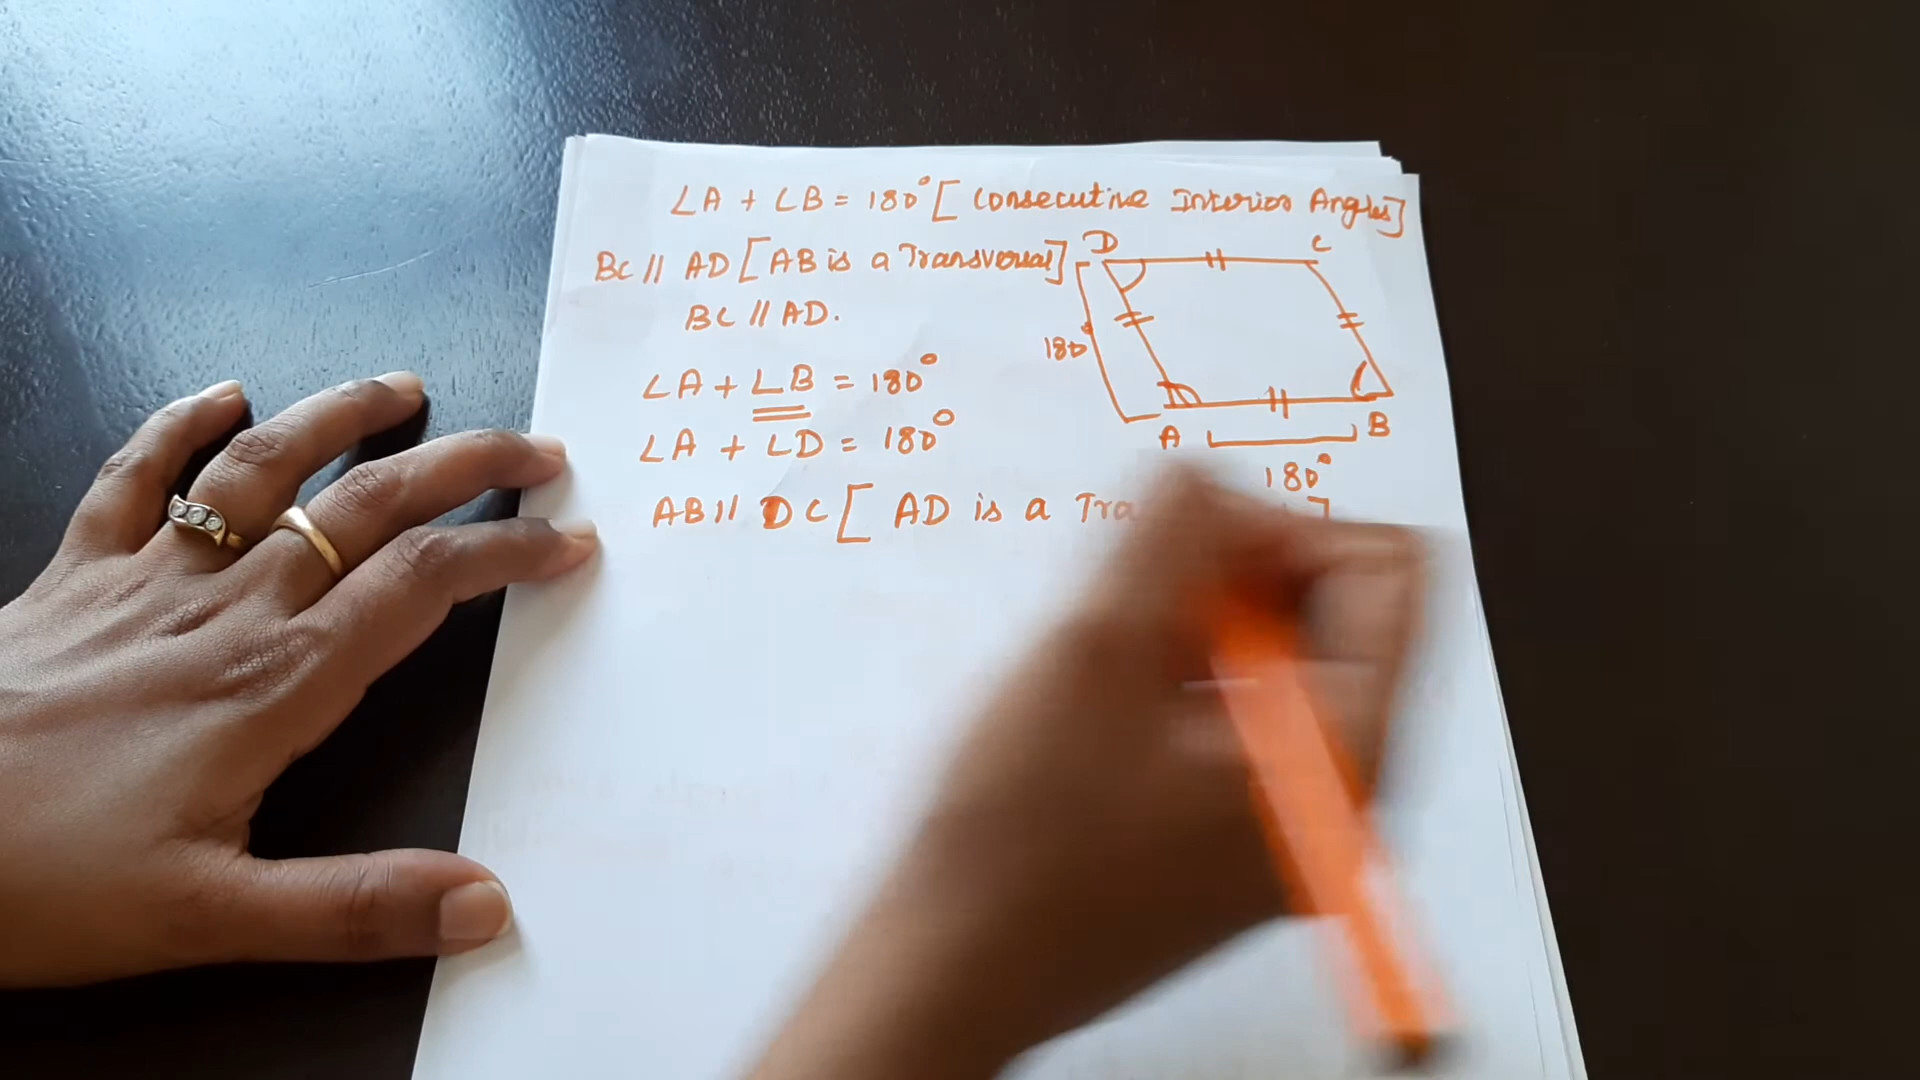 ∠A + ∠B = 180° [ Consecutive Interior Angles]
BC // AD [ AB is a Transversal]
BC // AD.
∠A + ∠B = 180°
∠A + ∠D = 180°
AB // DC [ AD is a ]
D
C
180°
A
B
180°